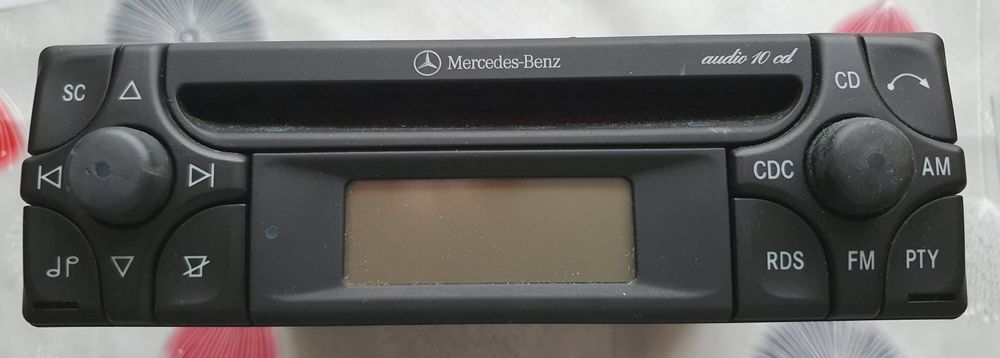 Mercedes-Benz
audio 10 cd
SC
CD
CDC
AM
RDS
FM
PTY